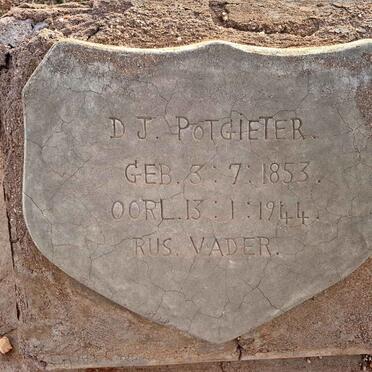 D J. POTGIETER.
GEB. 3: 7: 1853.
OORL. 13: 1: 1944.
RUS. VADER.